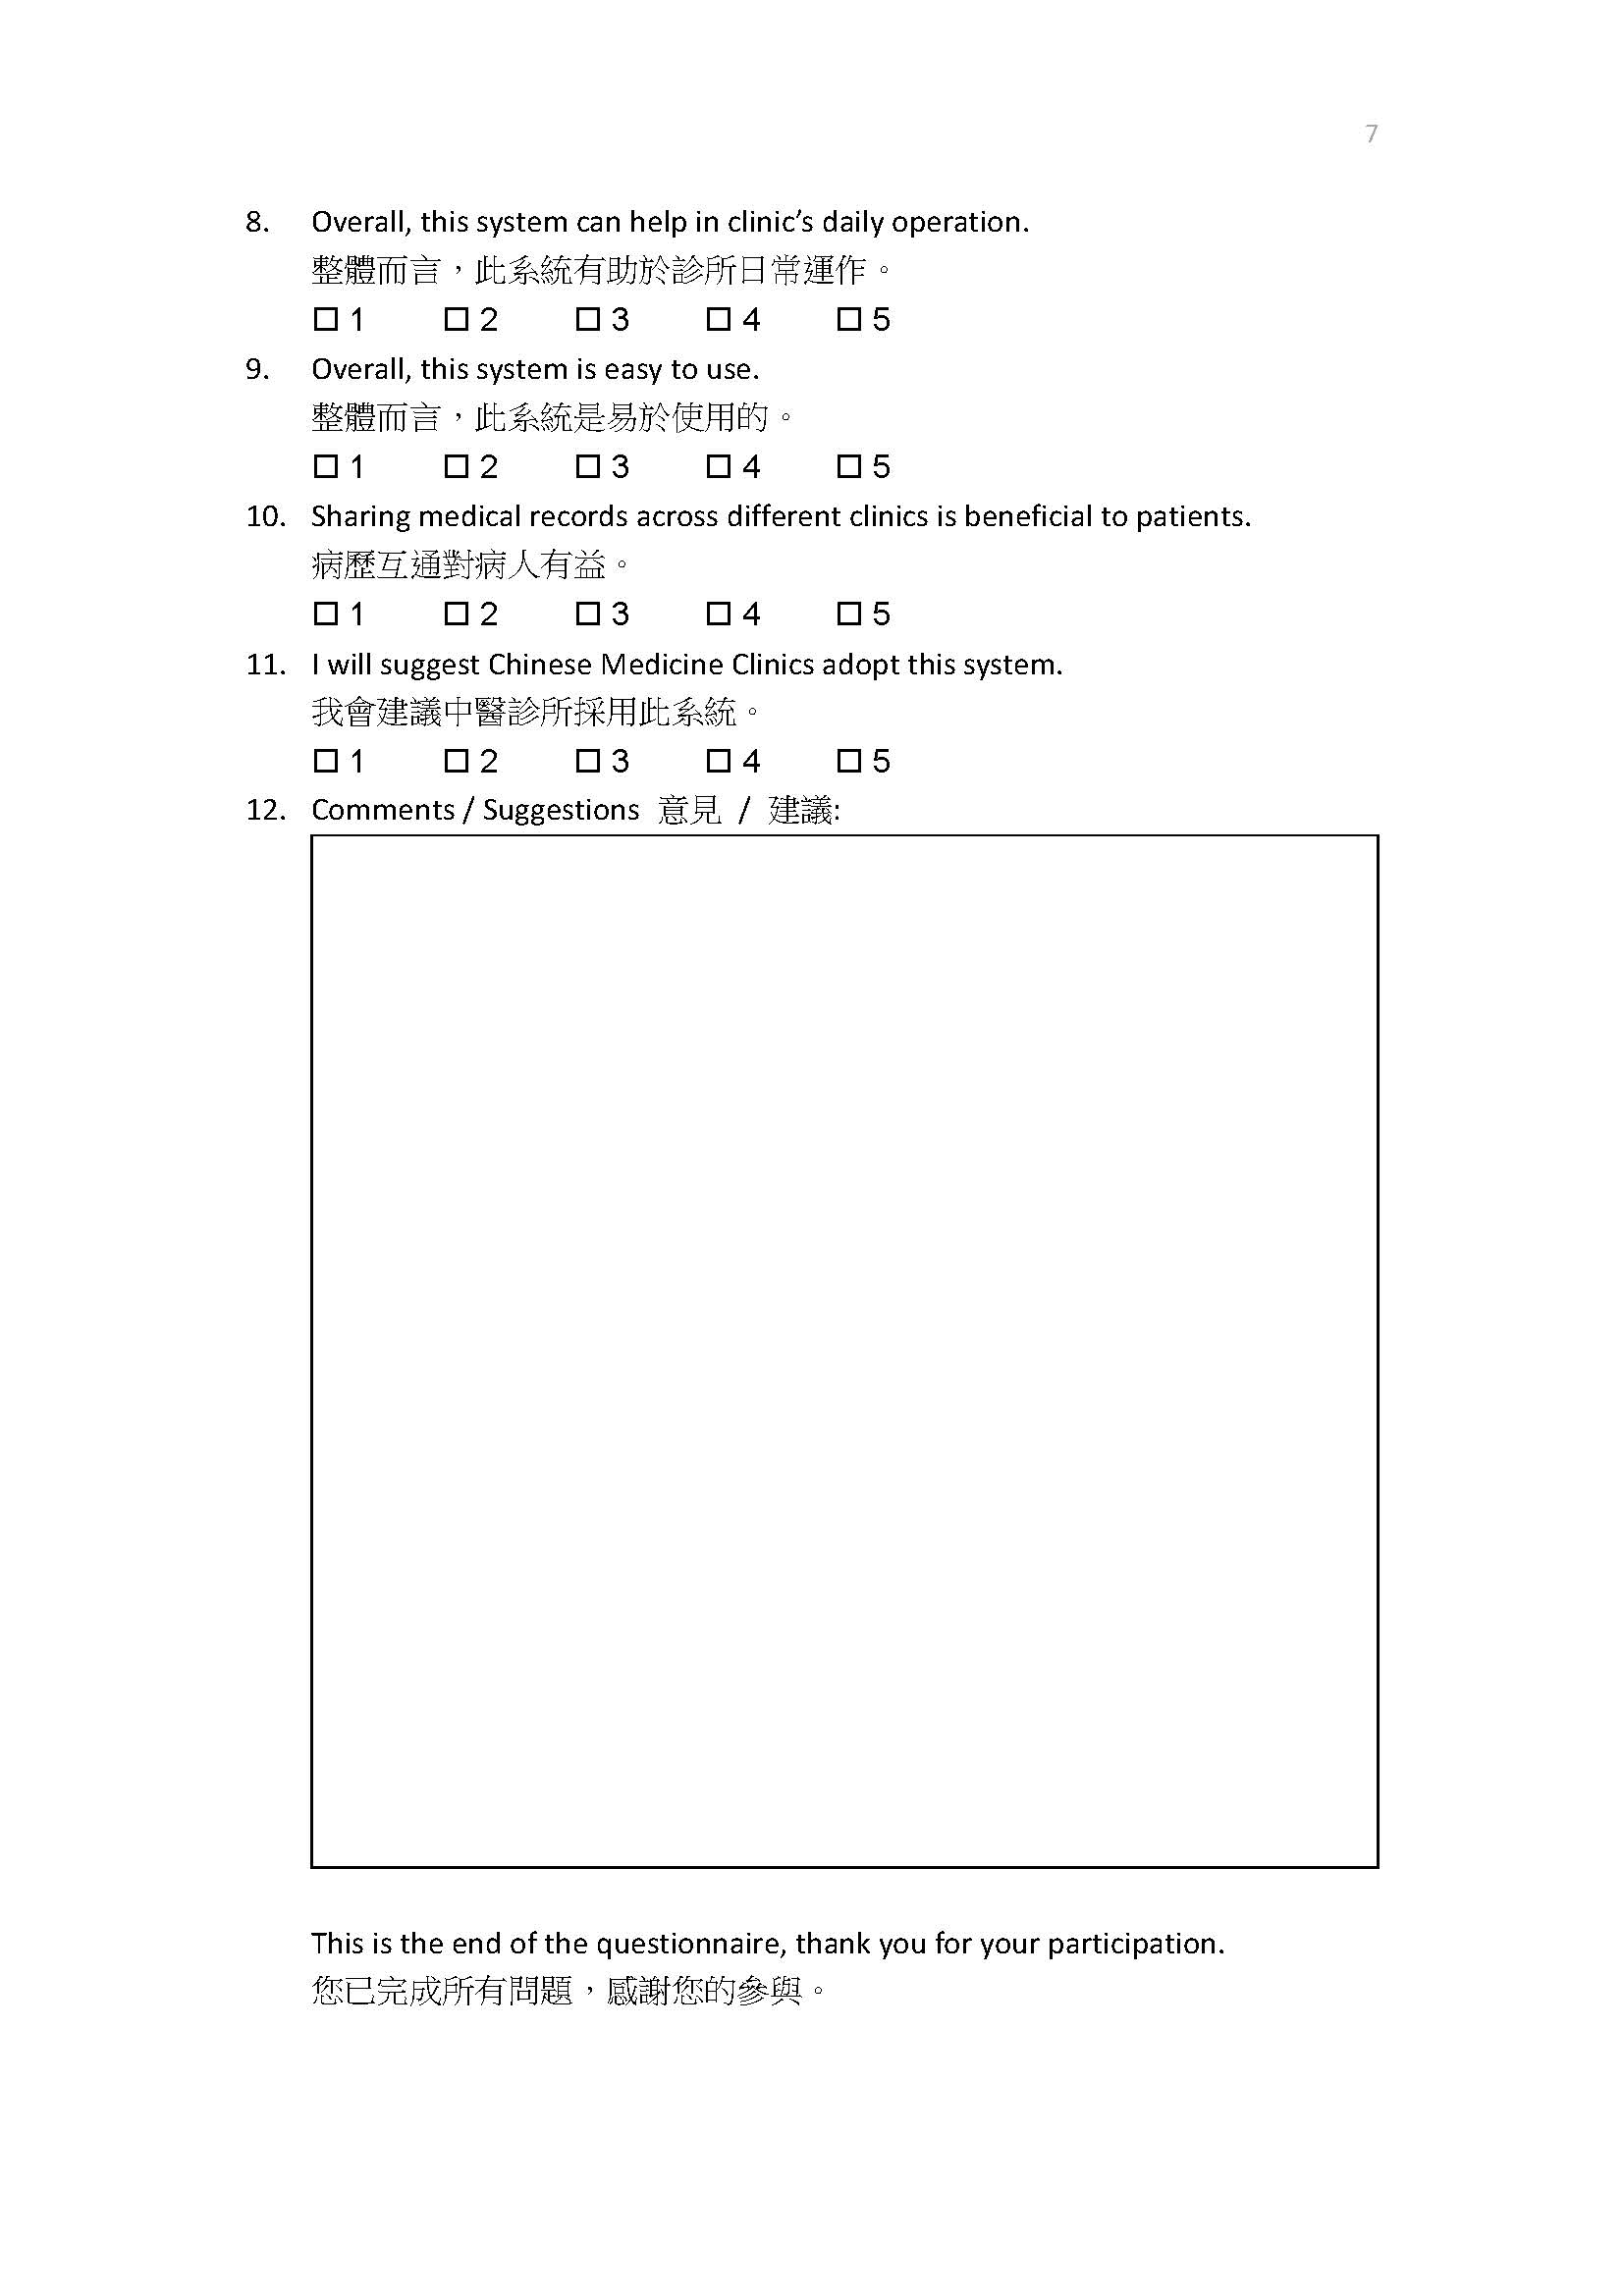 7
8. Overall, this system can help in clinic’s daily operation.
整體而言，此系統有助於診所日常運作。
☐ 1 ☐ 2 ☐ 3 ☐ 4 ☐ 5
9. Overall, this system is easy to use.
整體而言，此系統是易於使用的。
☐ 1 ☐ 2 ☐ 3 ☐ 4 ☐ 5
10. Sharing medical records across different clinics is beneficial to patients.
病歷互通對病人有益。
☐ 1 ☐ 2 ☐ 3 ☐ 4 ☐ 5
11. I will suggest Chinese Medicine Clinics adopt this system.
我會建議中醫診所採用此系統。
☐ 1 ☐ 2 ☐ 3 ☐ 4 ☐ 5
12. Comments / Suggestions 意見 / 建議:
This is the end of the questionnaire, thank you for your participation.
您已完成所有問題，感謝您的參與。